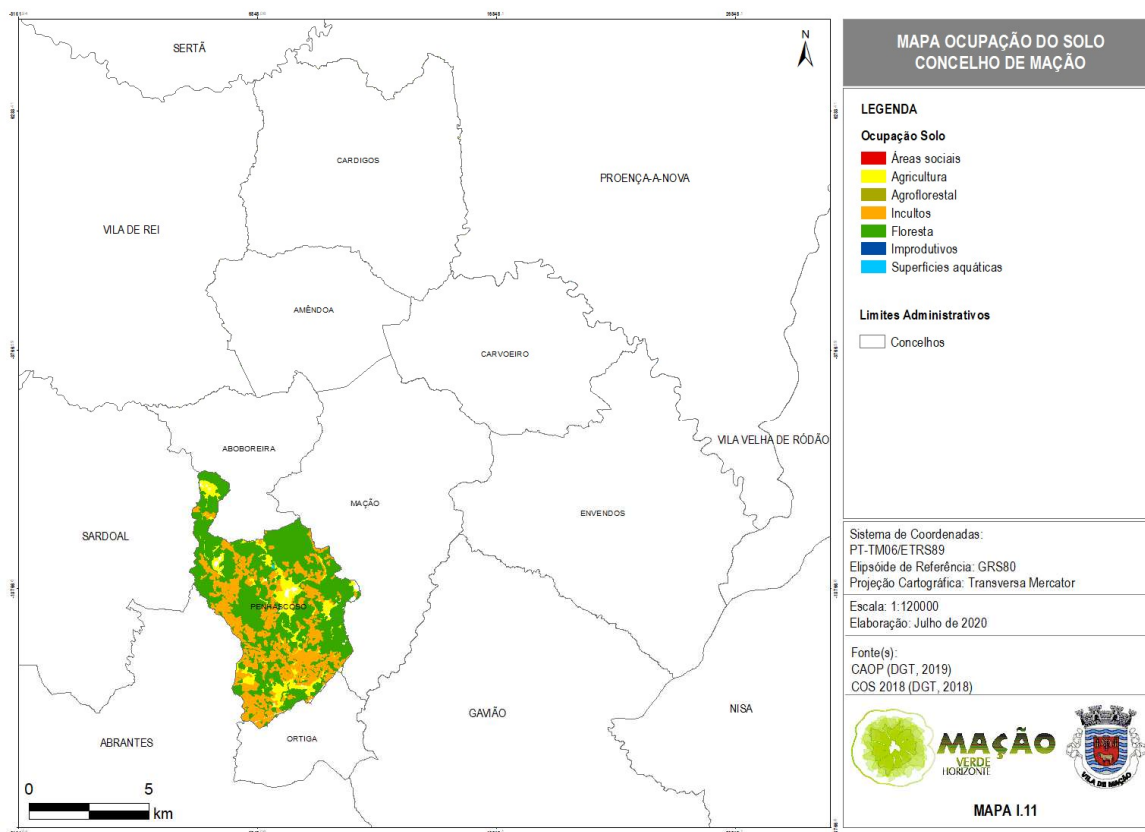 MAPA OCUPAÇÃO DO SOLO
CONCELHO DE MAÇÃO
LEGENDA
Ocupação Solo
Áreas sociais
Agricultura
Agroflorestal
Incultos
Floresta
Improdutivos
Superfícies aquáticas
Limites Administrativos
Concelhos
Sistema de Coordenadas:
PT-TM06/ETRS89
Elipsóide de Referência: GRS80
Projeção Cartográfica: Transversa Mercator
Escala: 1:120000
Elaboração: Julho de 2020
Fonte(s):
CAOP (DGT, 2019)
COS 2018 (DGT, 2018)
MAÇÃO
VERDE
HORIZONTE
VILA DE MAÇÃO
MAPA I.11
N
SERTÃ
CARDIGOS
PROENÇA-A-NOVA
VILA DE REI
AMÊNDOA
CARVOEIRO
VILA VELHA DE RÓDÃO
ABOBOREIRA
MAÇÃO
ENVENDOS
SARDOAL
PENHASCOSO
GAVIÃO
NISA
ABRANTES
ORTIGA
0 5
km